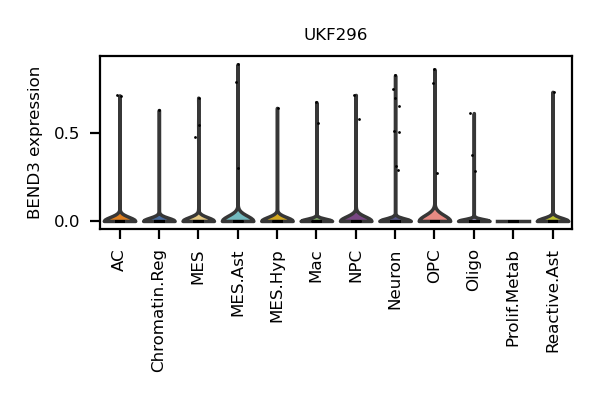 UKF296
BEND3 expression
0.5
0.0
AC
Chromatin.Reg
MES
MES.Ast
MES.Hyp
Mac
NPC
Neuron
OPC
Oligo
Prolif.Metab
Reactive.Ast